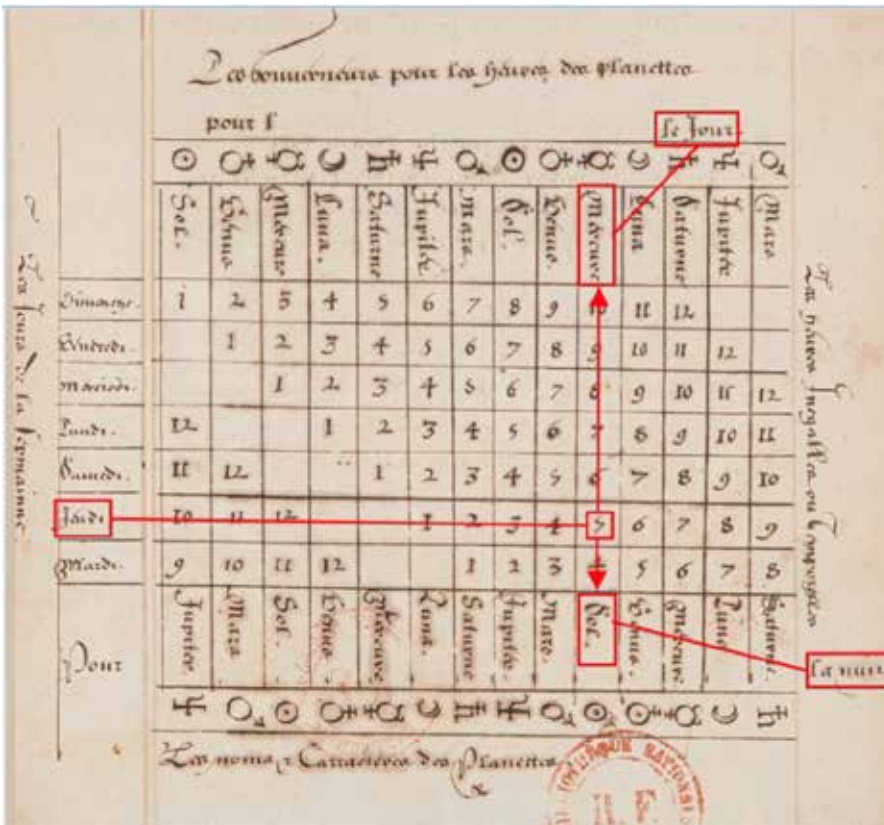 Les gouuerneurs pour les heures des planettes
pour l
le Jour.
☉ ♀ ☿ ☽ ♄ ♃ ♂ ☉ ♀ ☿ ☽ ♄ ♃ ♂
Sol. Venus Mercure Luna. Saturne Jupiter Mars. Sol. Venus. Mercure Luna Saturne Jupiter Mars
Dimanche. 1 2 3 4 5 6 7 8 9 10 11 12
Vendredi. 1 2 3 4 5 6 7 8 9 10 11 12
Mercredi. 1 2 3 4 5 6 7 8 9 10 11 12
Lundi. 12 1 2 3 4 5 6 7 8 9 10 11
Samedi. 11 12 1 2 3 4 5 6 7 8 9 10
Jeudi 10 11 12 1 2 3 4 5 6 7 8 9
Mardi. 9 10 11 12 1 2 3 4 5 6 7 8
Pour Jupiter Mars Sol. Venus. Mercure Luna. Saturne Jupiter. Mars. Sol. Venus. Mercure Luna Saturne.
la nuit
♃ ♂ ☉ ♀ ☿ ☽ ♄ ♃ ♂ ☉ ♀ ☿ ☽ ♄
Les noms & Carracteres des Planettes
Les Jours de la sepmainne
Les heures Inegalles ou Temporelles